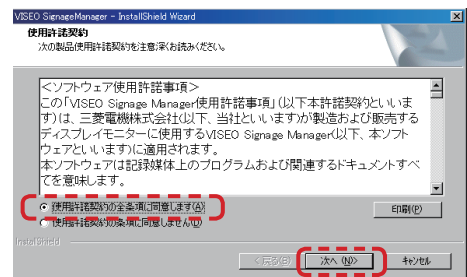 VISEO SignageManager - InstallShield Wizard
使用許諾契約
次の製品使用許諾契約を注意深くお読みください。
<ソフトウェア使用許諾事項>
この「VISEO Signage Manager使用許諾事項」(以下本許諾契約といいま
す)は、三菱電機株式会社(以下、当社といいます)が製造および販売する
ディスプレイモニターに使用するVISEO Signage Manager(以下、本ソフト
ウェアといいます)に適用されます。
本ソフトウェアは記録媒体上のプログラムおよび関連するドキュメントすべ
てを意味します。
使用許諾契約の全条項に同意します(A)
使用許諾契約の条項に同意しません(D)
印刷(P)
InstallShield
< 戻る(B)
次へ(N)>
キャンセル